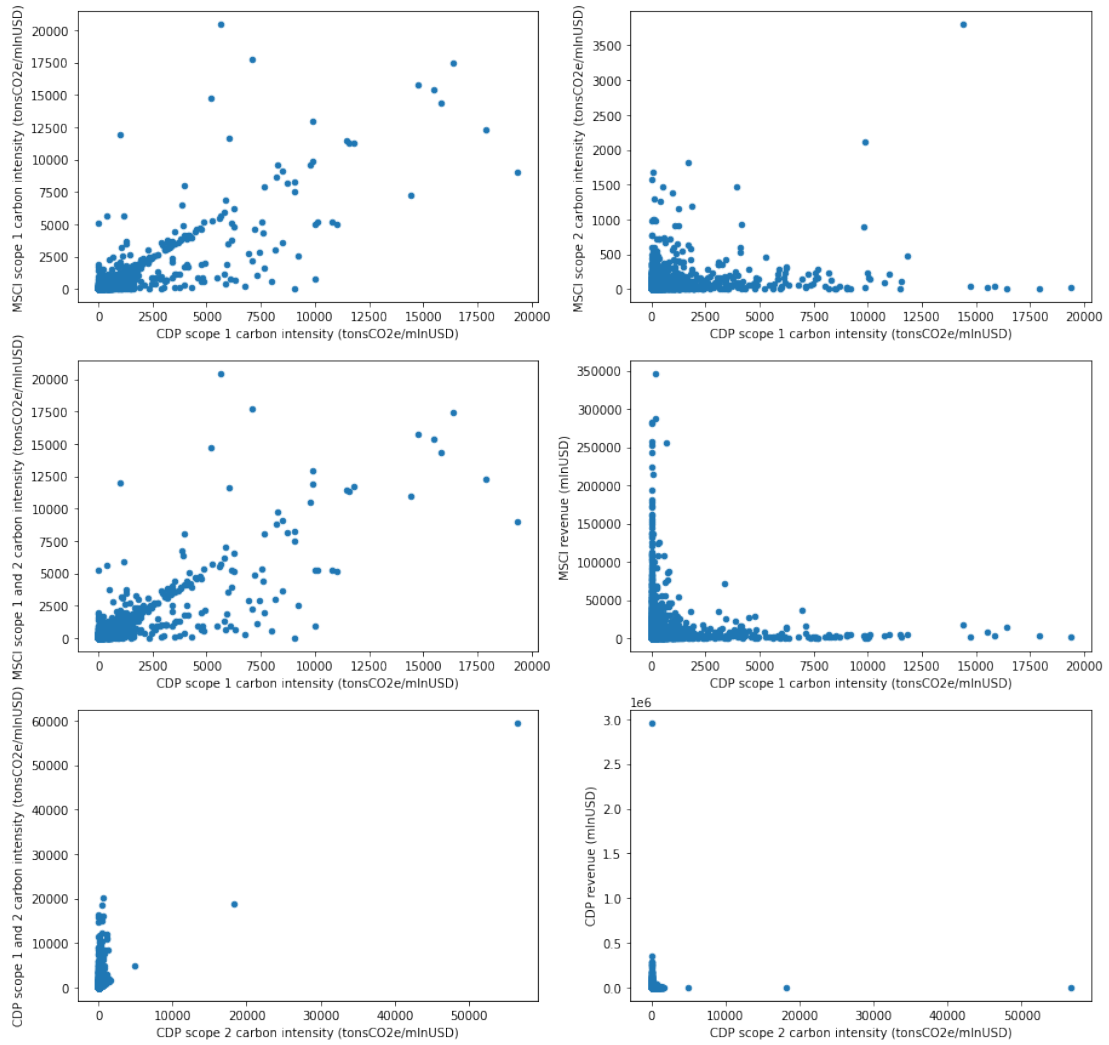 MSCI scope 1 carbon intensity (tonsCO2e/mlnUSD)
20000
17500
15000
12500
10000
7500
5000
2500
0
0 2500 5000 7500 10000 12500 15000 17500 20000
CDP scope 1 carbon intensity (tonsCO2e/mlnUSD)
MSCI scope 2 carbon intensity (tonsCO2e/mlnUSD)
3500
3000
2500
2000
1500
1000
500
0
0 2500 5000 7500 10000 12500 15000 17500 20000
CDP scope 1 carbon intensity (tonsCO2e/mlnUSD)
MSCI scope 1 and 2 carbon intensity (tonsCO2e/mlnUSD)
20000
17500
15000
12500
10000
7500
5000
2500
0
0 2500 5000 7500 10000 12500 15000 17500 20000
CDP scope 1 carbon intensity (tonsCO2e/mlnUSD)
MSCI revenue (mlnUSD)
350000
300000
250000
200000
150000
100000
50000
0
0 2500 5000 7500 10000 12500 15000 17500 20000
CDP scope 1 carbon intensity (tonsCO2e/mlnUSD)
CDP scope 1 and 2 carbon intensity (tonsCO2e/mlnUSD)
60000
50000
40000
30000
20000
10000
0
0 10000 20000 30000 40000 50000
CDP scope 2 carbon intensity (tonsCO2e/mlnUSD)
1e6
CDP revenue (mlnUSD)
3.0
2.5
2.0
1.5
1.0
0.5
0.0
0 10000 20000 30000 40000 50000
CDP scope 2 carbon intensity (tonsCO2e/mlnUSD)